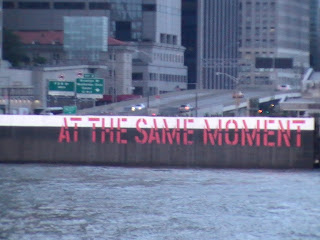 AT THE SAME MOMENT